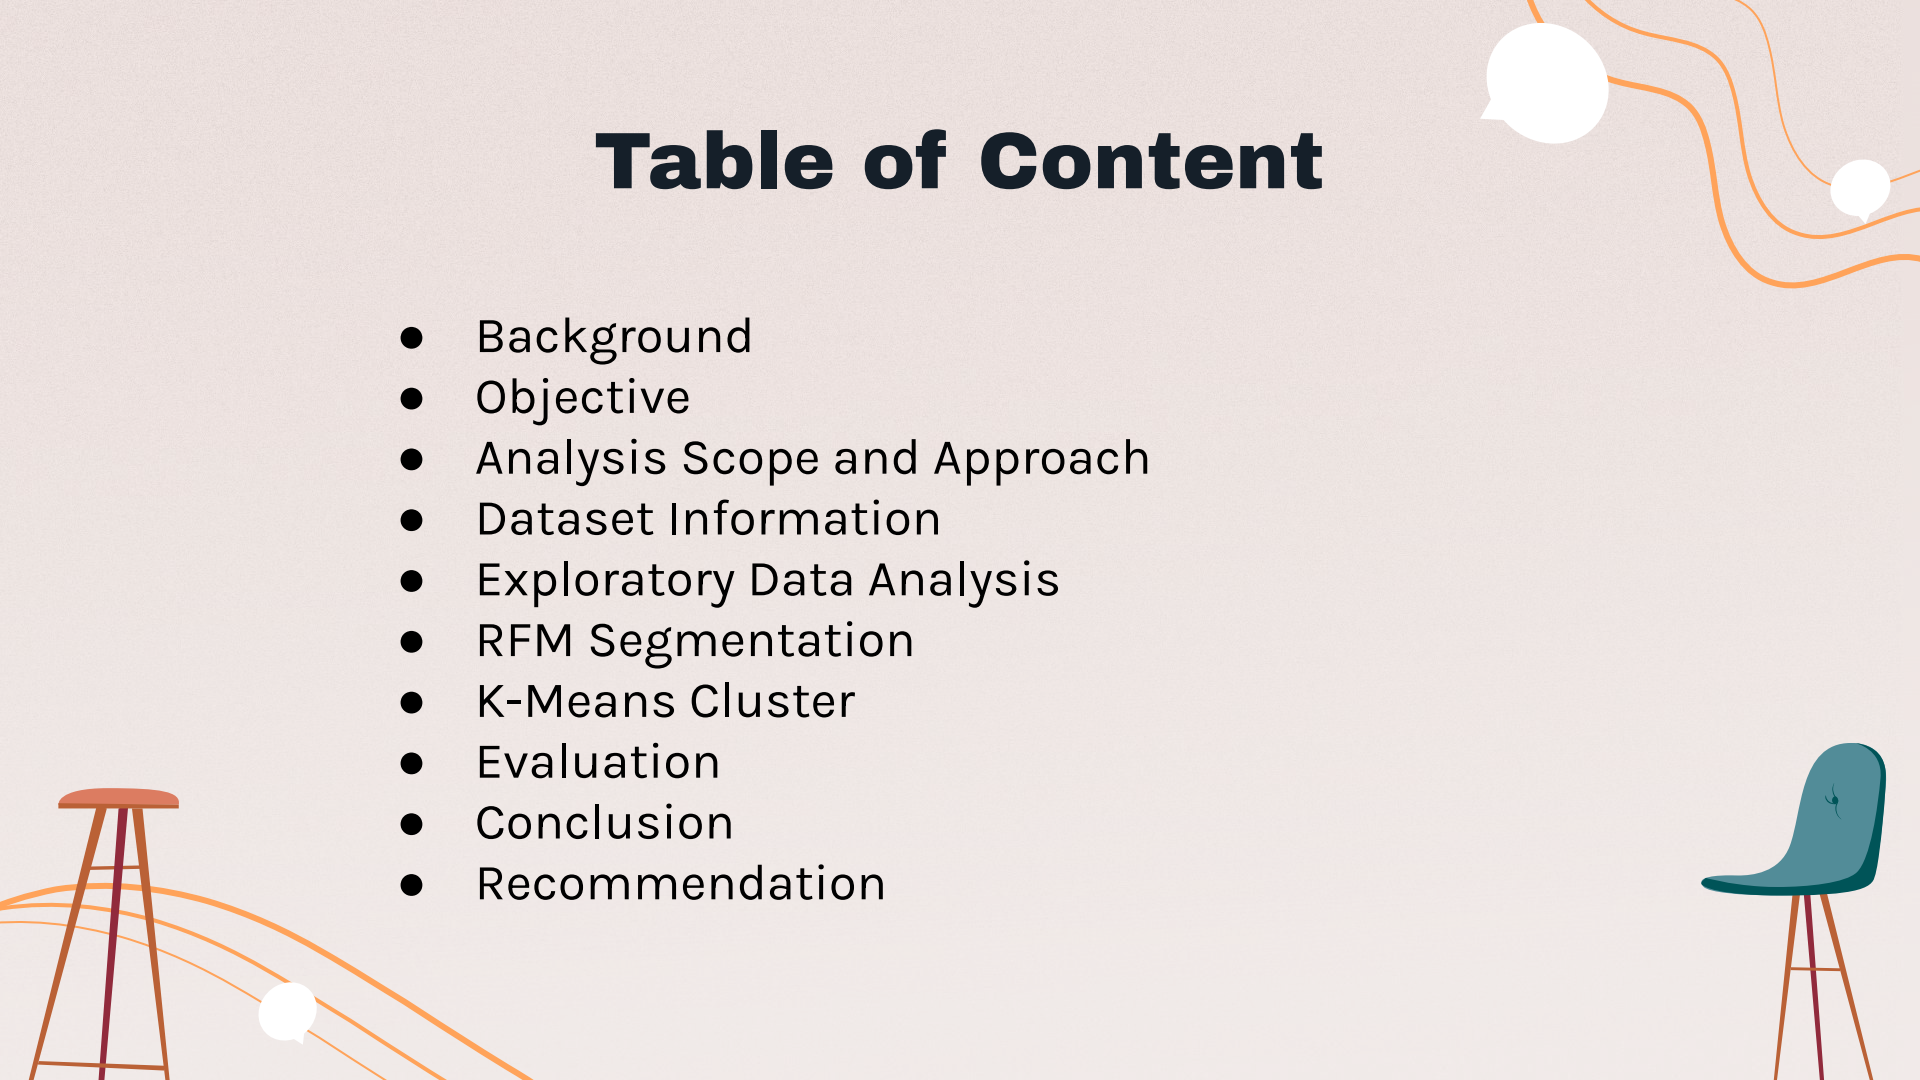 Table of Content
● Background
● Objective
● Analysis Scope and Approach
● Dataset Information
● Exploratory Data Analysis
● RFM Segmentation
● K-Means Cluster
● Evaluation
● Conclusion
● Recommendation